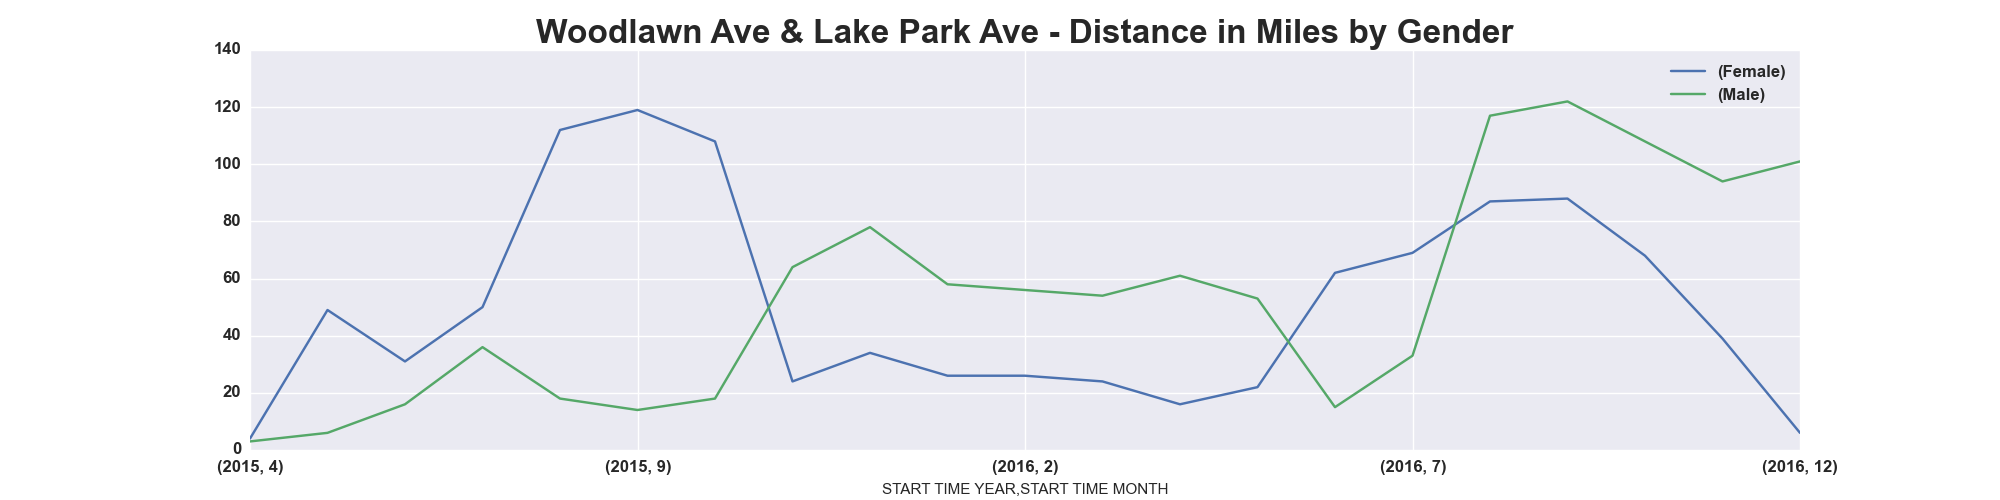 Woodlawn Ave & Lake Park Ave - Distance in Miles by Gender
140
120
100
80
60
40
20
0
(Female)
(Male)
(2015, 4) (2015, 9) (2016, 2) (2016, 7) (2016, 12)
START TIME YEAR,START TIME MONTH